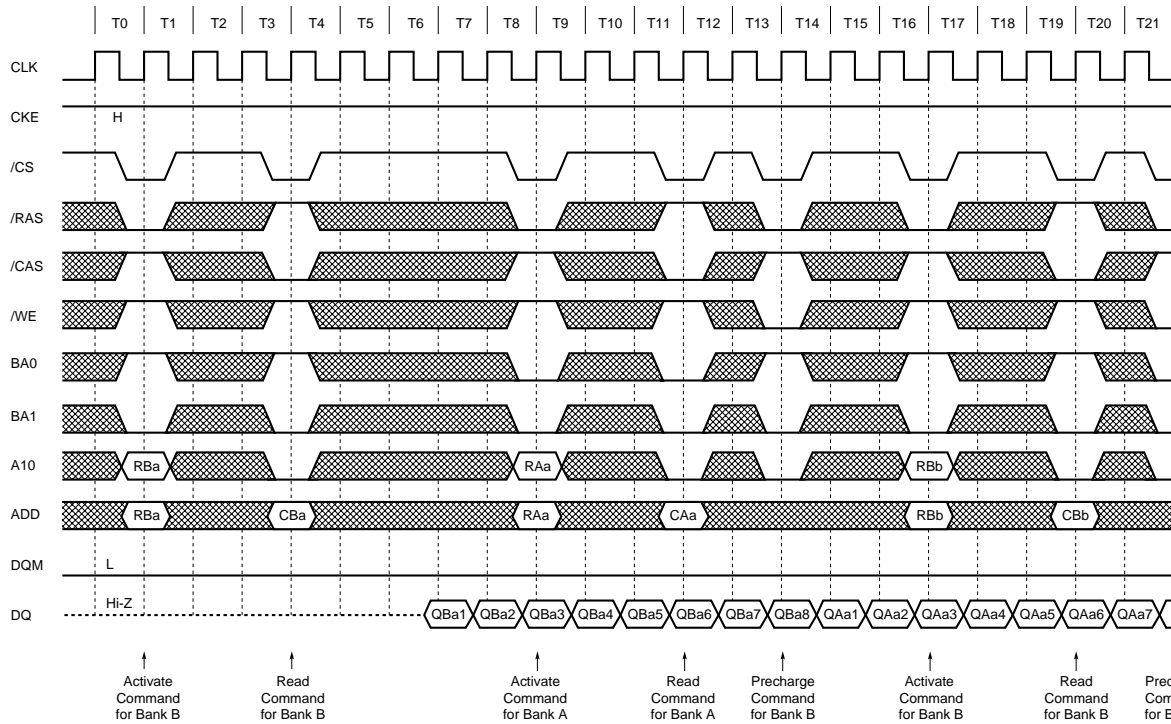 T0 T1 T2 T3 T4 T5 T6 T7 T8 T9 T10 T11 T12 T13 T14 T15 T16 T17 T18 T19 T20 T21
CLK
CKE H
/CS
/RAS
/CAS
/WE
BA0
BA1
A10 RBa RAa RBb
ADD RBa CBa RAa CAa RBb CBb
DQM L
DQ Hi-Z QBa1 QBa2 QBa3 QBa4 QBa5 QBa6 QBa7 QBa8 QAa1 QAa2 QAa3 QAa4 QAa5 QAa6 QAa7
Activate Read Activate Read Precharge Activate Read Prec
Command Command Command Command Command Command Command Com
for Bank B for Bank B for Bank A for Bank A for Bank B for Bank B for Bank B for B